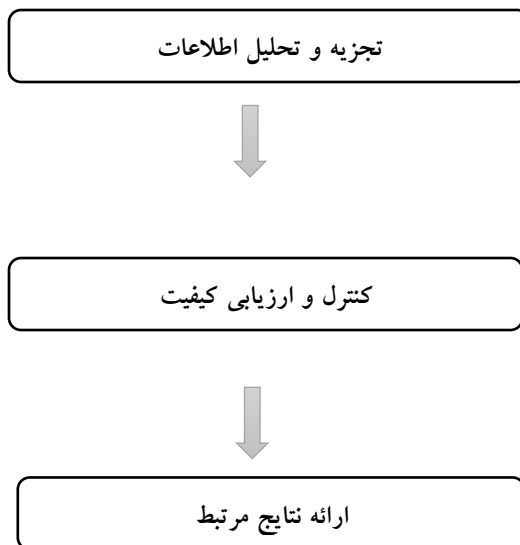 تجزیه و تحلیل اطلاعات
کنترل و ارزیابی کیفیت
ارائه نتایج مرتبط